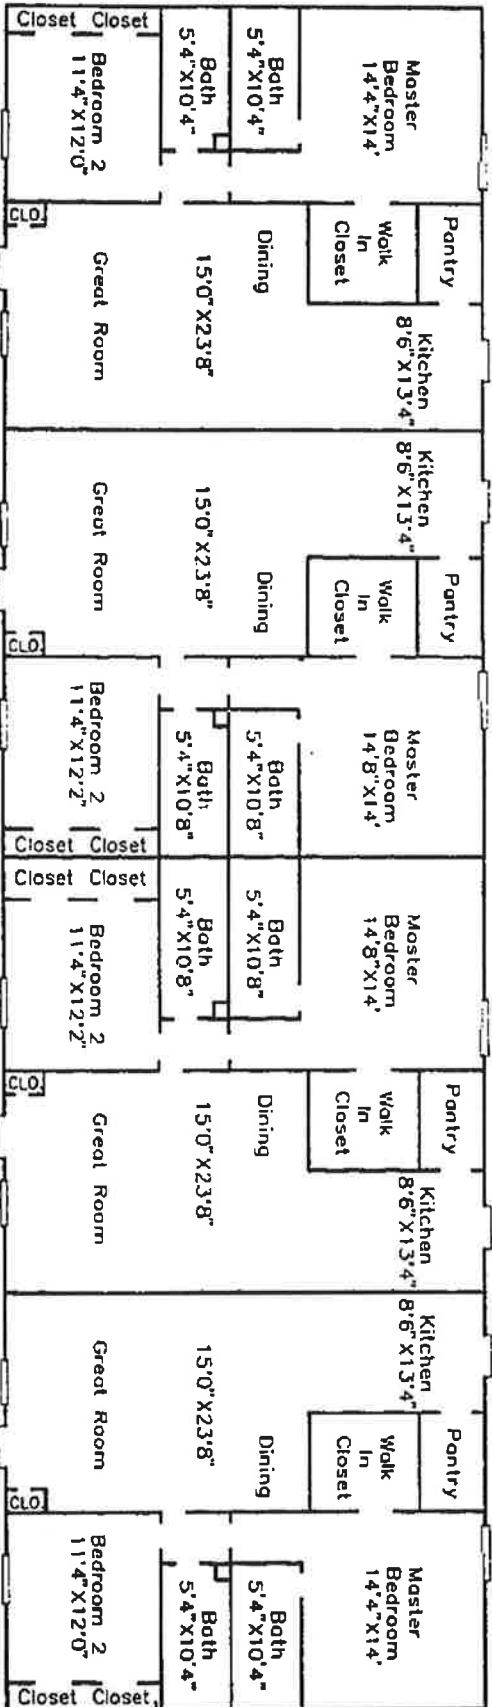 Closet Closet
Bedroom 2
11'4"X12'0"
Bath
5'4"X10'4"
Bath
5'4"X10'4"
Master
Bedroom
14'4"X14'
CLO.
Great Room
15'0"X23'8"
Dining
Walk
In
Closet
Pantry
Kitchen
8'6"X13'4"
Kitchen
8'6"X13'4"
Great Room
15'0"X23'8"
Dining
Walk
In
Closet
Pantry
CLO.
Bedroom 2
11'4"X12'2"
Bath
5'4"X10'8"
Bath
5'4"X10'8"
Master
Bedroom
14'8"X14'
Closet Closet
Closet Closet
Bedroom 2
11'4"X12'2"
Bath
5'4"X10'8"
Bath
5'4"X10'8"
Master
Bedroom
14'8"X14'
CLO.
Great Room
15'0"X23'8"
Dining
Walk
In
Closet
Pantry
Kitchen
8'6"X13'4"
Kitchen
8'6"X13'4"
Great Room
15'0"X23'8"
Dining
Walk
In
Closet
Pantry
CLO.
Bedroom 2
11'4"X12'0"
Bath
5'4"X10'4"
Bath
5'4"X10'4"
Master
Bedroom
14'4"X14'
Closet Closet